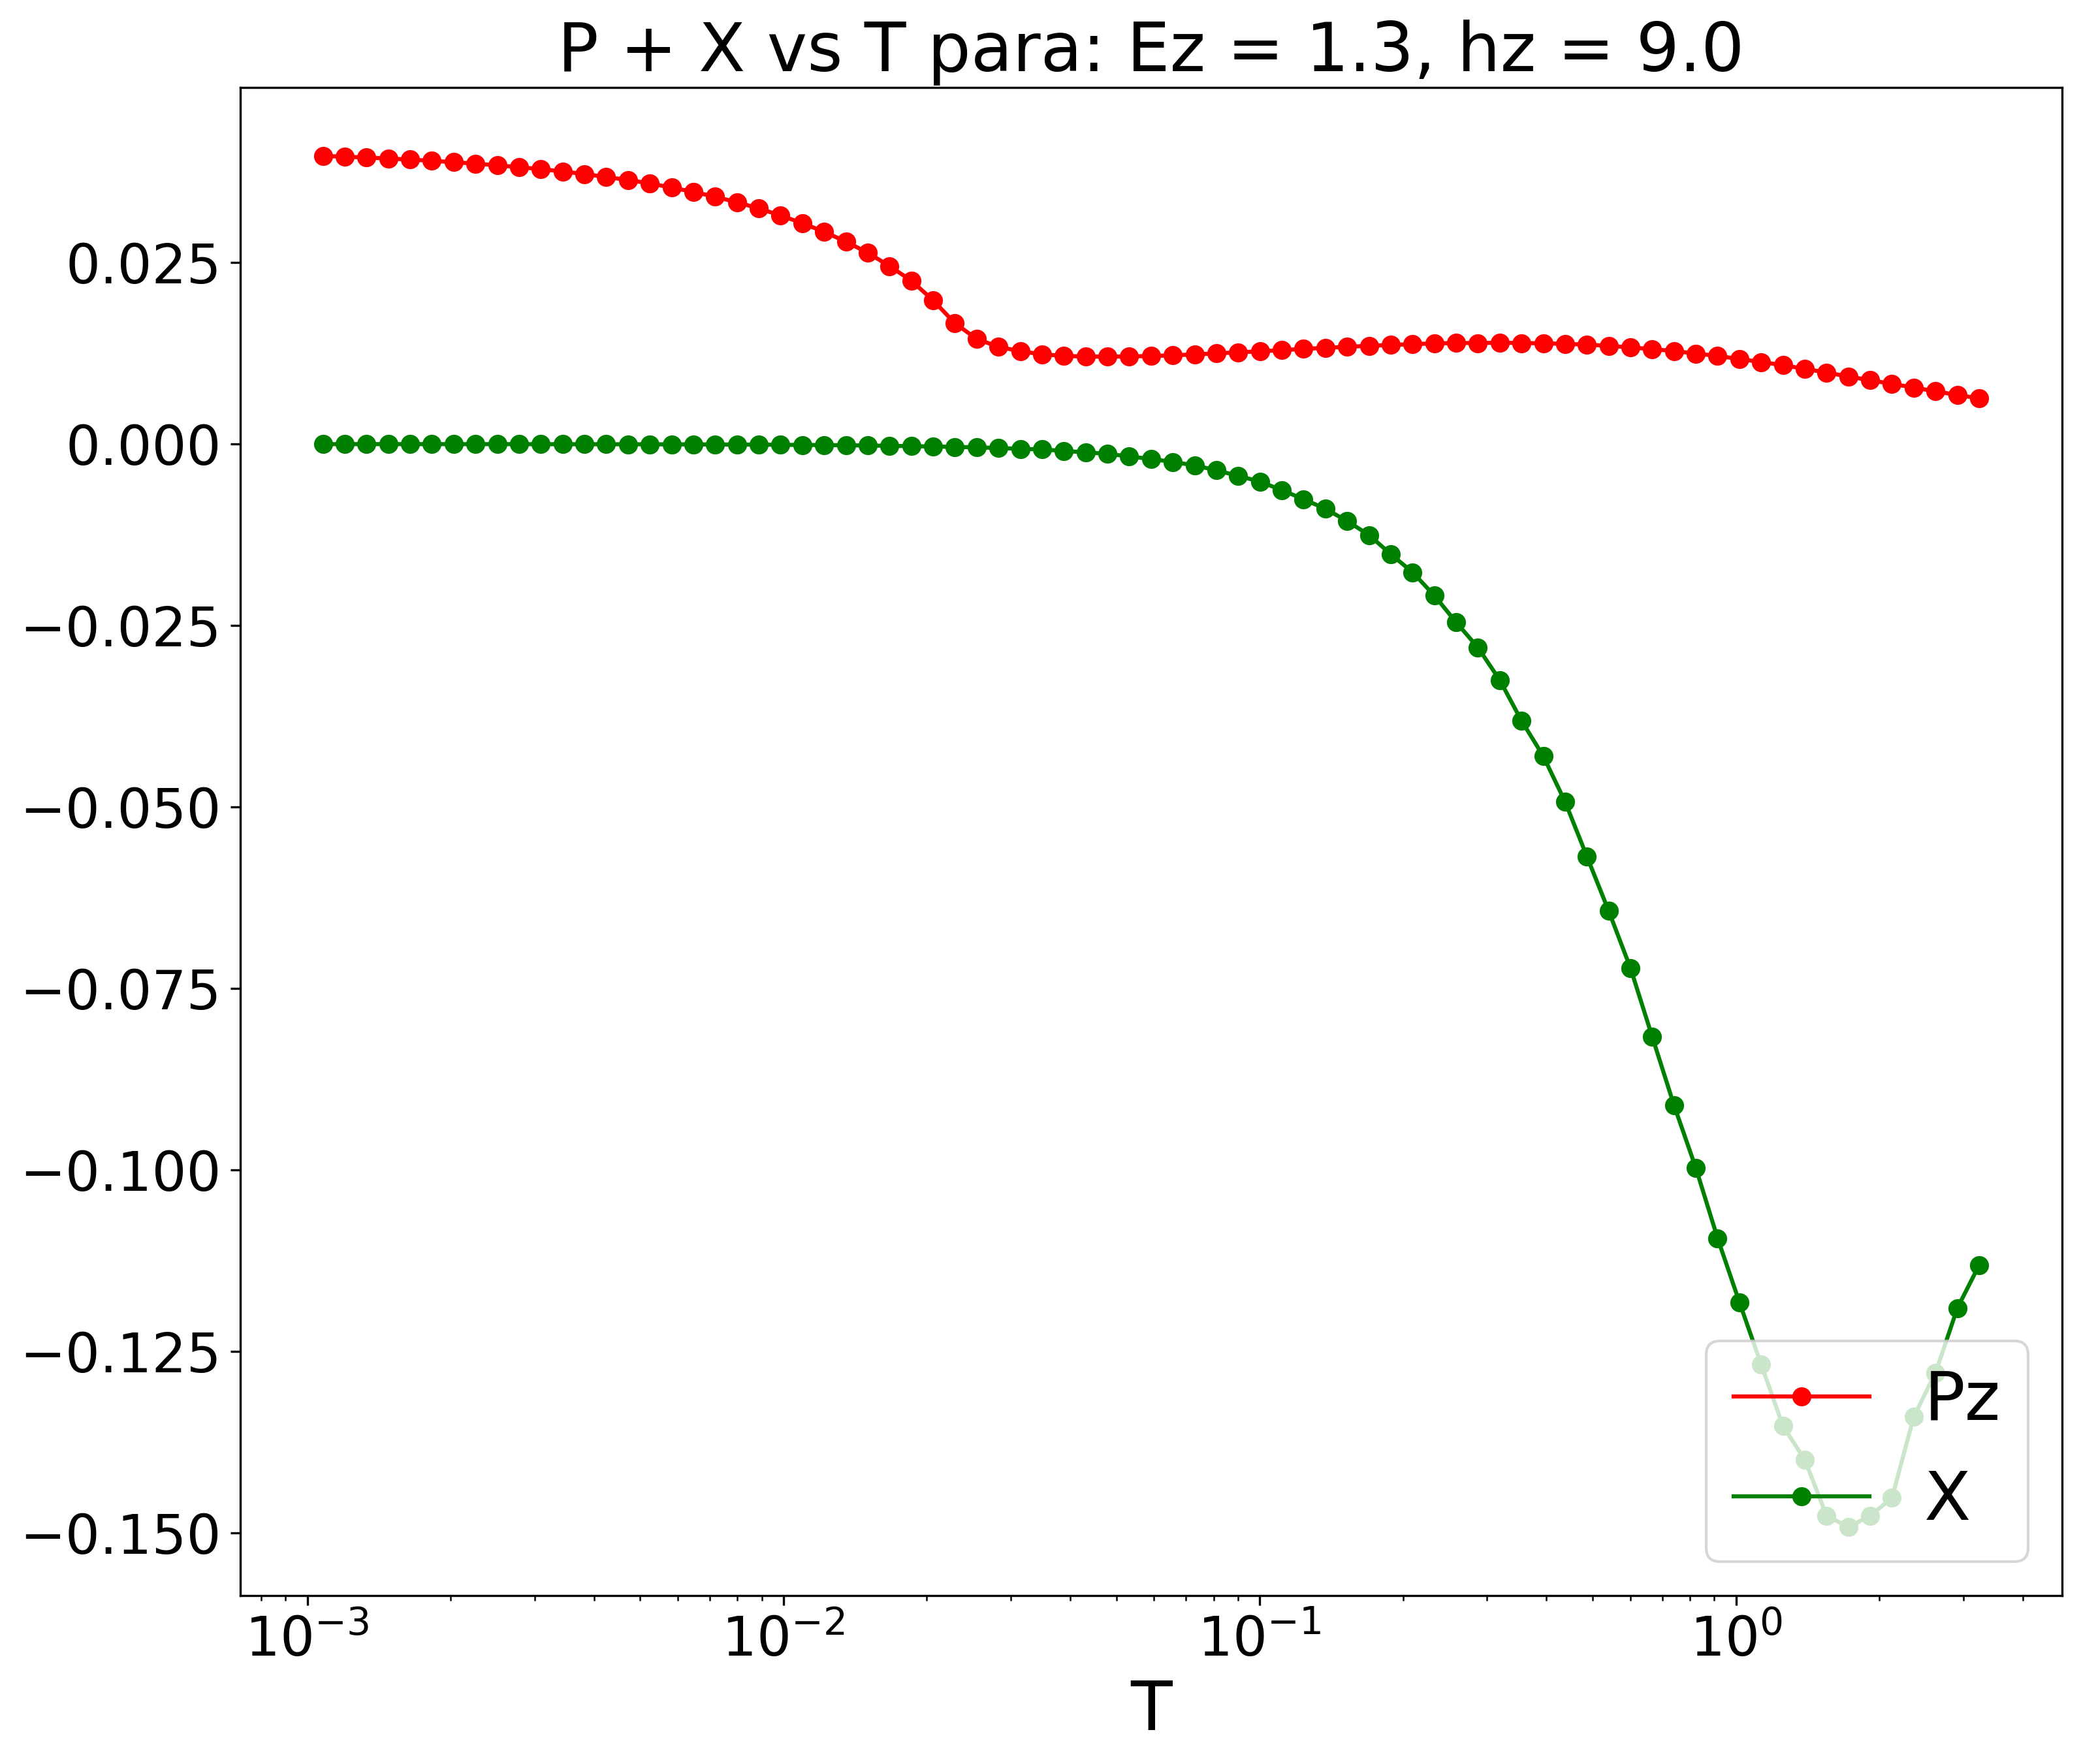 P + X vs T para: Ez = 1.3, hz = 9.0
0.025
0.000
−0.025
−0.050
−0.075
−0.100
−0.125
−0.150
Pz
X
10⁻³ 10⁻² 10⁻¹ 10⁰
T